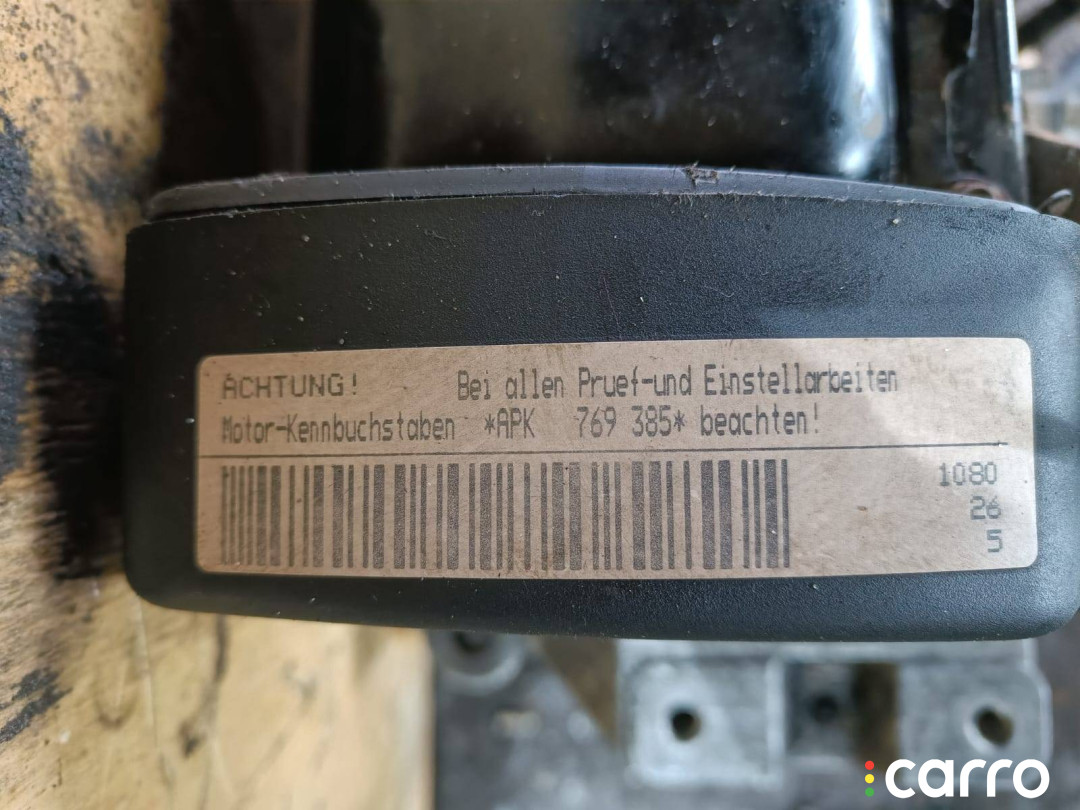 ACHTUNG! Bei allen Pruef-und Einstellarbeiten
Motor-Kennbuchstaben *APK 769 385* beachten!
1080
26
5
carro